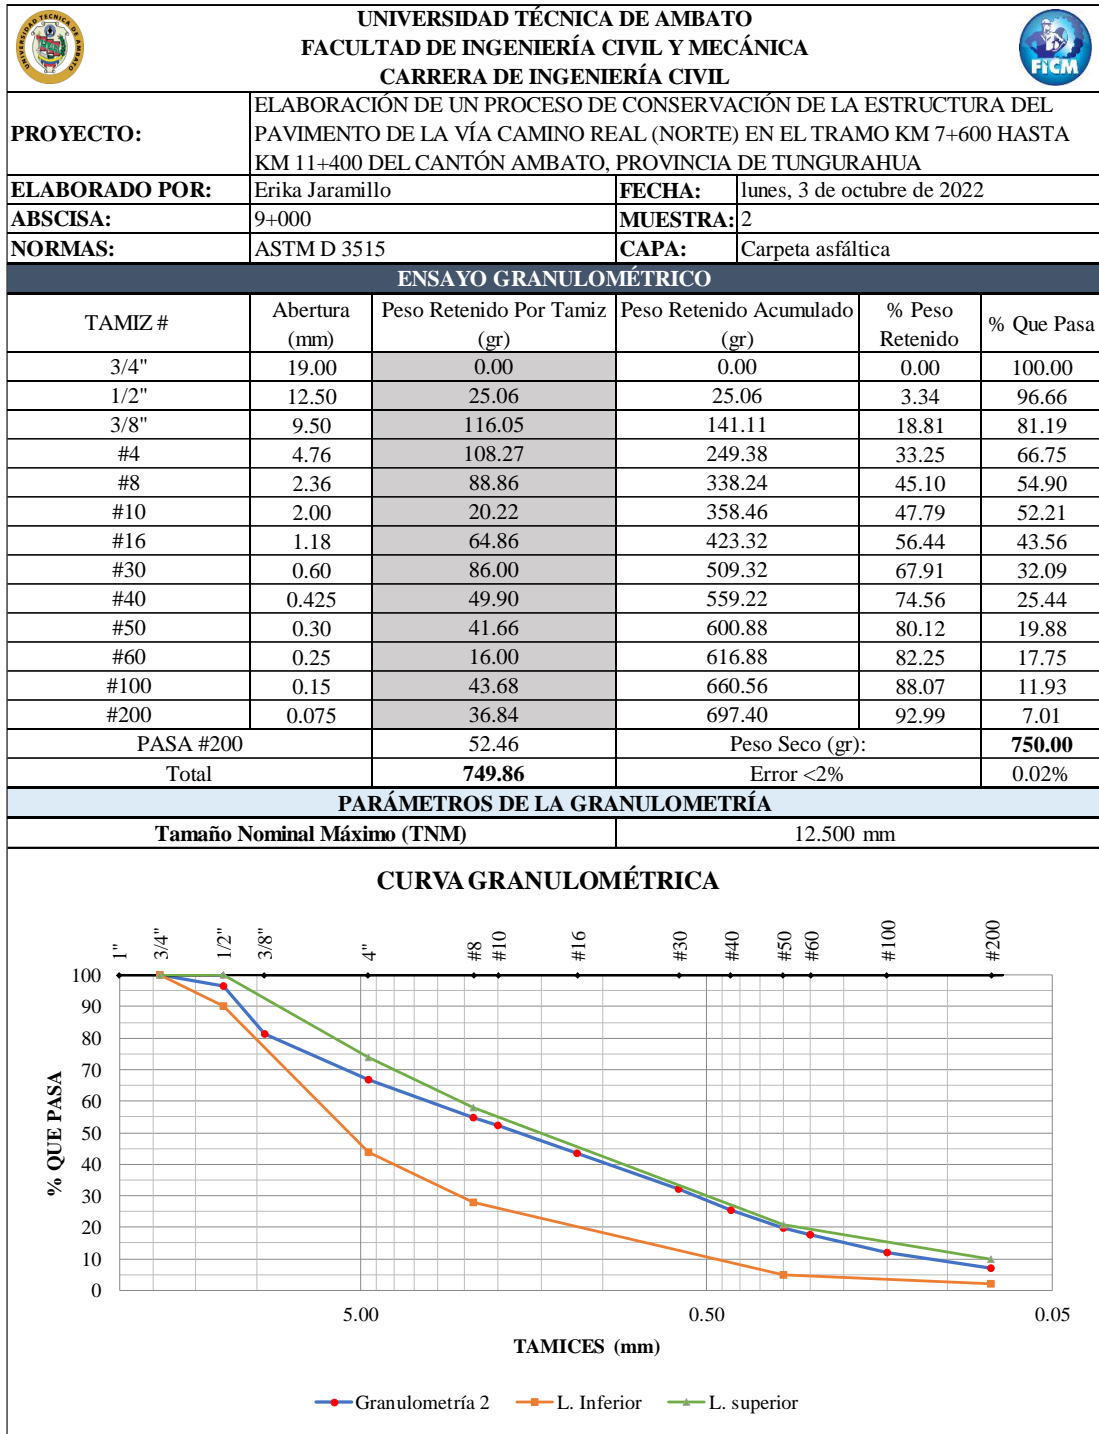 UNIVERSIDAD TÉCNICA DE AMBATO
FACULTAD DE INGENIERÍA CIVIL Y MECÁNICA
CARRERA DE INGENIERÍA CIVIL
UNIVERSIDAD TECNICA DE AMBATO
FICM
PROYECTO: ELABORACIÓN DE UN PROCESO DE CONSERVACIÓN DE LA ESTRUCTURA DEL
PAVIMENTO DE LA VÍA CAMINO REAL (NORTE) EN EL TRAMO KM 7+600 HASTA
KM 11+400 DEL CANTÓN AMBATO, PROVINCIA DE TUNGURAHUA
ELABORADO POR: Erika Jaramillo FECHA: lunes, 3 de octubre de 2022
ABSCISA: 9+000 MUESTRA: 2
NORMAS: ASTM D 3515 CAPA: Carpeta asfáltica
ENSAYO GRANULOMÉTRICO
TAMIZ # Abertura (mm) Peso Retenido Por Tamiz (gr) Peso Retenido Acumulado (gr) % Peso Retenido % Que Pasa
3/4" 19.00 0.00 0.00 0.00 100.00
1/2" 12.50 25.06 25.06 3.34 96.66
3/8" 9.50 116.05 141.11 18.81 81.19
#4 4.76 108.27 249.38 33.25 66.75
#8 2.36 88.86 338.24 45.10 54.90
#10 2.00 20.22 358.46 47.79 52.21
#16 1.18 64.86 423.32 56.44 43.56
#30 0.60 86.00 509.32 67.91 32.09
#40 0.425 49.90 559.22 74.56 25.44
#50 0.30 41.66 600.88 80.12 19.88
#60 0.25 16.00 616.88 82.25 17.75
#100 0.15 43.68 660.56 88.07 11.93
#200 0.075 36.84 697.40 92.99 7.01
PASA #200 52.46 Peso Seco (gr): 750.00
Total 749.86 Error <2% 0.02%
PARÁMETROS DE LA GRANULOMETRÍA
Tamaño Nominal Máximo (TNM) 12.500 mm
CURVA GRANULOMÉTRICA
1" 3/4" 1/2" 3/8" 4" #8 #10 #16 #30 #40 #50 #60 #100 #200
100
90
80
70
60
50
40
30
20
10
0
% QUE PASA
5.00 0.50 0.05
TAMICES (mm)
Granulometría 2 L. Inferior L. superior